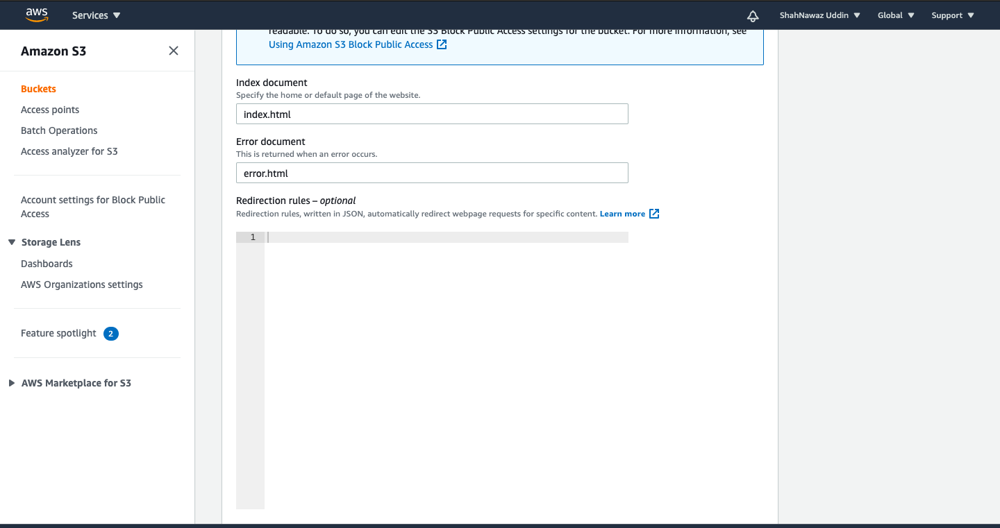 aws
Services
ShahNawaz Uddin
Global
Support
Amazon S3
Buckets
Access points
Batch Operations
Access analyzer for S3
Account settings for Block Public
Access
Storage Lens
Dashboards
AWS Organizations settings
Feature spotlight 2
AWS Marketplace for S3
readable. To do so, you can edit the S3 Block Public Access settings for the bucket. For more information, see
Using Amazon S3 Block Public Access
Index document
Specify the home or default page of the website.
index.html
Error document
This is returned when an error occurs.
error.html
Redirection rules – optional
Redirection rules, written in JSON, automatically redirect webpage requests for specific content. Learn more
1